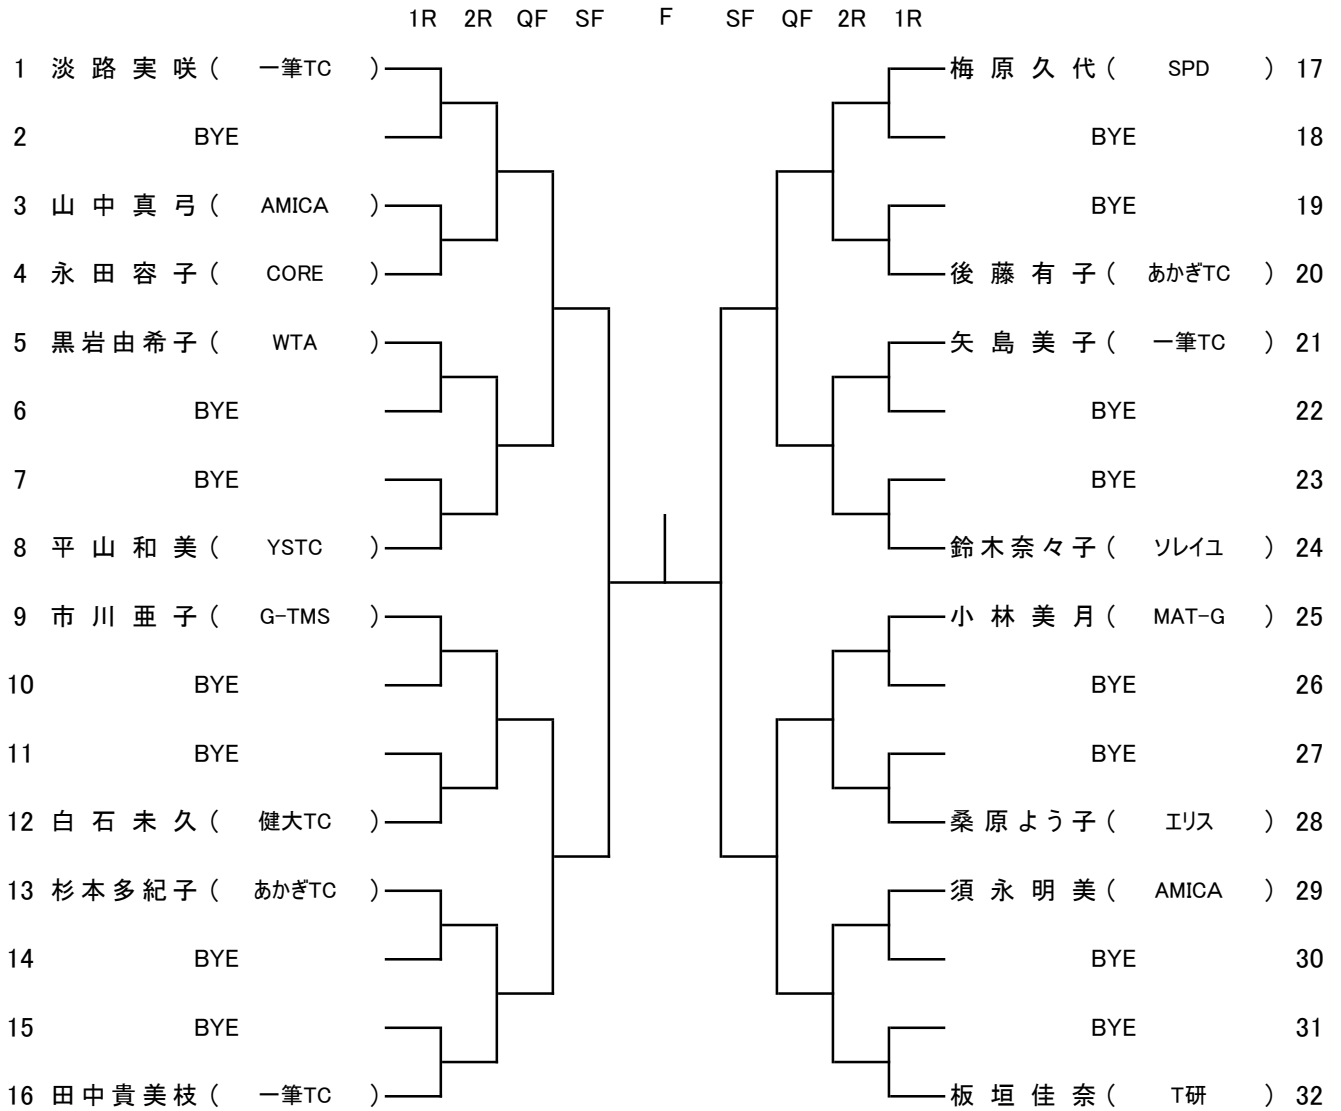 1R 2R QF SF F SF QF 2R 1R
1 淡路実咲 ( 一筆TC ) 梅原久代 ( SPD ) 17
2 BYE BYE 18
3 山中真弓 ( AMICA ) BYE 19
4 永田容子 ( CORE ) 後藤有子 ( あかぎTC ) 20
5 黒岩由希子 ( WTA ) 矢島美子 ( 一筆TC ) 21
6 BYE BYE 22
7 BYE BYE 23
8 平山和美 ( YSTC ) 鈴木奈々子 ( ソレイユ ) 24
9 市川亜子 ( G-TMS ) 小林美月 ( MAT-G ) 25
10 BYE BYE 26
11 BYE BYE 27
12 白石未久 ( 健大TC ) 桑原よう子 ( エリス ) 28
13 杉本多紀子 ( あかぎTC ) 須永明美 ( AMICA ) 29
14 BYE BYE 30
15 BYE BYE 31
16 田中貴美枝 ( 一筆TC ) 板垣佳奈 ( T研 ) 32